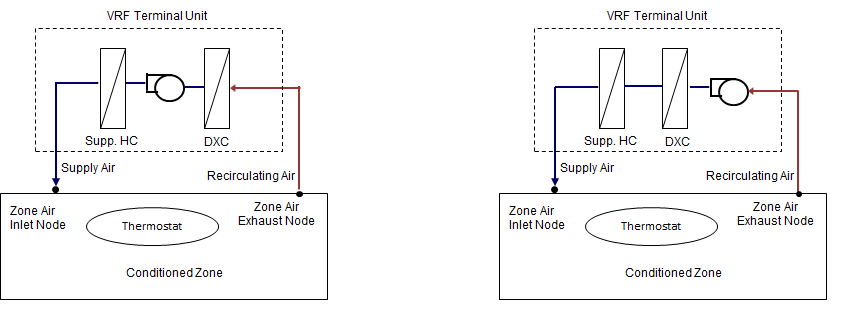 VRF Terminal Unit
Supp. HC
DXC
Supply Air
Recirculating Air
Zone Air
Inlet Node
Thermostat
Zone Air
Exhaust Node
Conditioned Zone
VRF Terminal Unit
Supp. HC
DXC
Supply Air
Recirculating Air
Zone Air
Inlet Node
Thermostat
Zone Air
Exhaust Node
Conditioned Zone